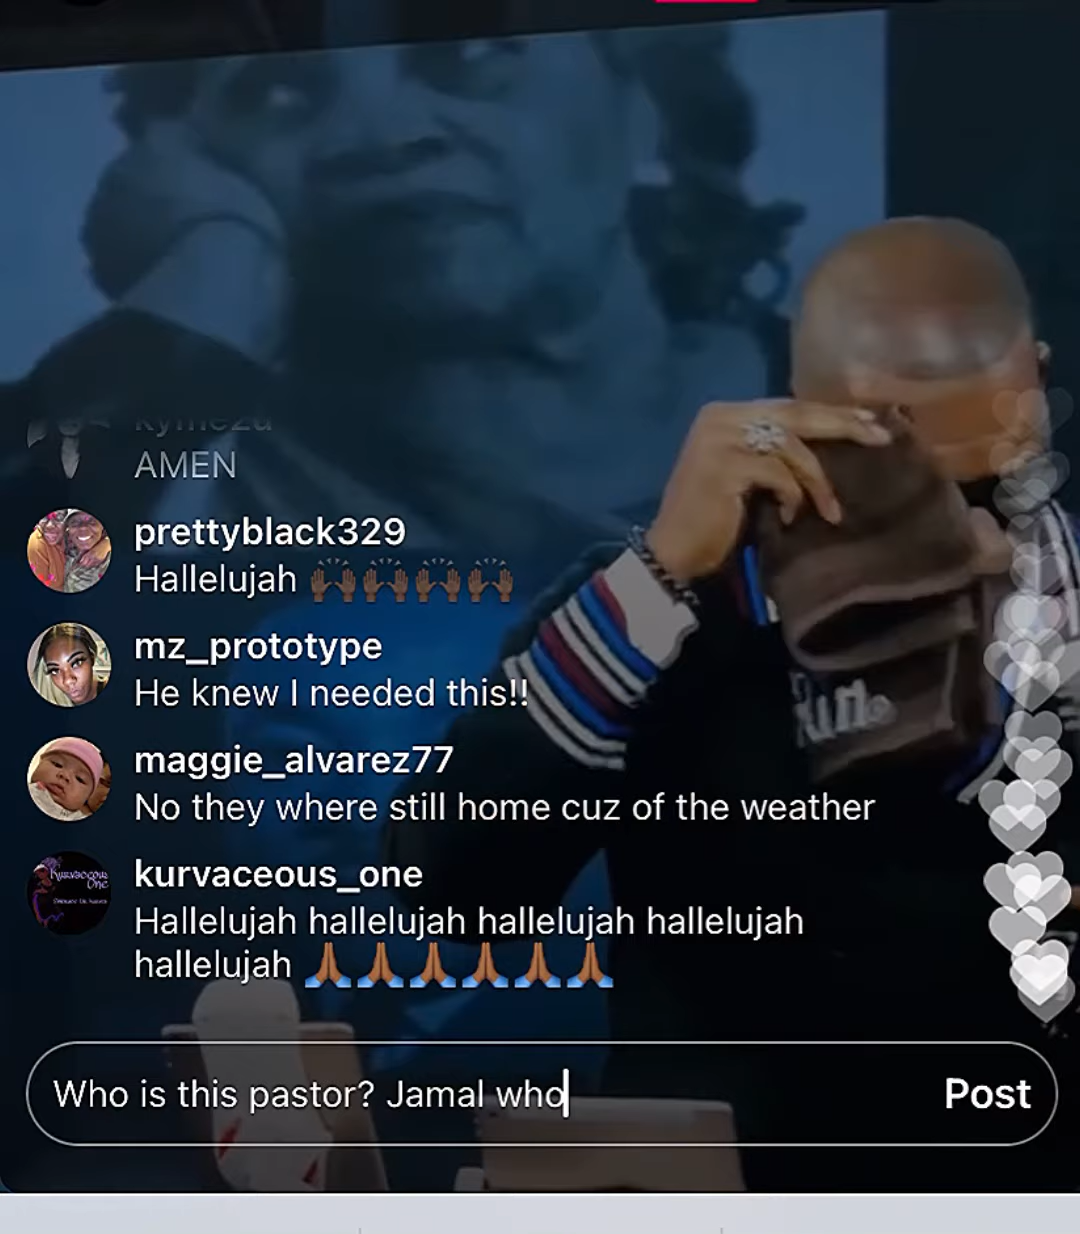 AMEN
prettyblack329
Hallelujah 🙌🏿🙌🏿🙌🏿🙌🏿
mz_prototype
He knew I needed this!!
maggie_alvarez77
No they where still home cuz of the weather
kurvaceous_one
Hallelujah hallelujah hallelujah hallelujah
hallelujah 🙏🏾🙏🏾🙏🏾🙏🏾🙏🏾🙏🏾
Who is this pastor? Jamal who
Post